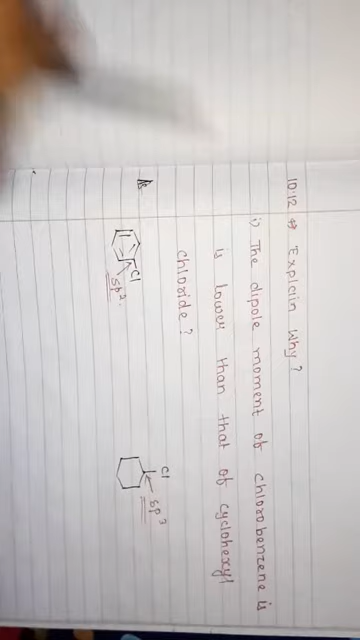 10.12 ⇒ Explain Why?
i) The dipole moment of chlorobenzene is
is lower than that of cyclohexyl
chloride?
Cl
sp²
Cl
sp³